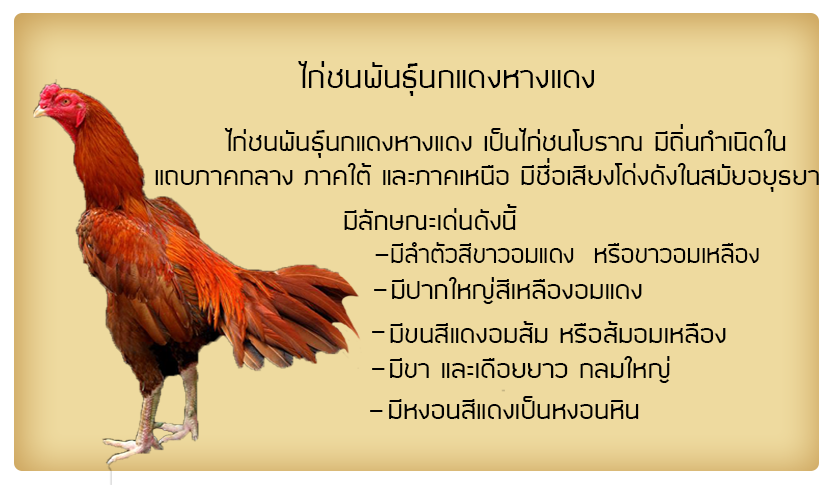 ไก่ชนพันธุ์นกแดงหางแดง
ไก่ชนพันธุ์นกแดงหางแดง เป็นไก่ชนโบราณ มีถิ่นกำเนิดใน
แถบภาคกลาง ภาคใต้ และภาคเหนือ มีชื่อเสียงโด่งดังในสมัยอยุธยา
มีลักษณะเด่นดังนี้
-มีลำตัวสีขาวอมแดง หรือขาวอมเหลือง
-มีปากใหญ่สีเหลืองอมแดง
-มีขนสีแดงอมส้ม หรือส้มอมเหลือง
-มีขา และเดือยยาว กลมใหญ่
-มีหงอนสีแดงเป็นหงอนหิน